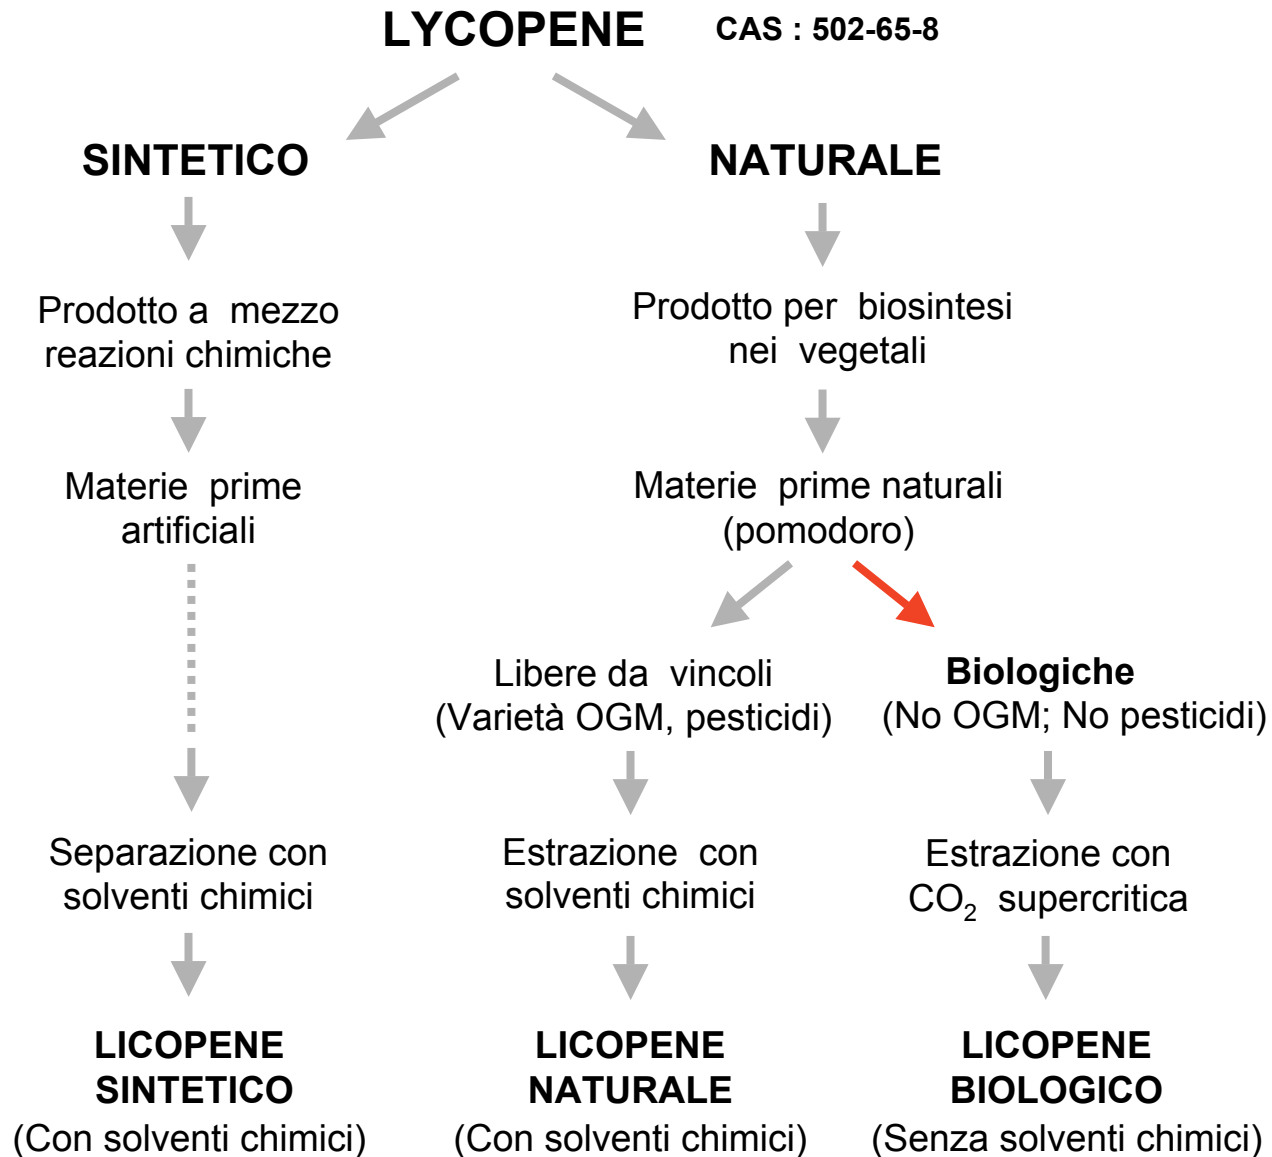 LYCOPENE CAS : 502-65-8
SINTETICO
NATURALE
Prodotto a mezzo
reazioni chimiche
Prodotto per biosintesi
nei vegetali
Materie prime
artificiali
Materie prime naturali
(pomodoro)
Libere da vincoli
(Varietà OGM, pesticidi)
Biologiche
(No OGM; No pesticidi)
Separazione con
solventi chimici
Estrazione con
solventi chimici
Estrazione con
CO₂ supercritica
LICOPENE
SINTETICO
(Con solventi chimici)
LICOPENE
NATURALE
(Con solventi chimici)
LICOPENE
BIOLOGICO
(Senza solventi chimici)